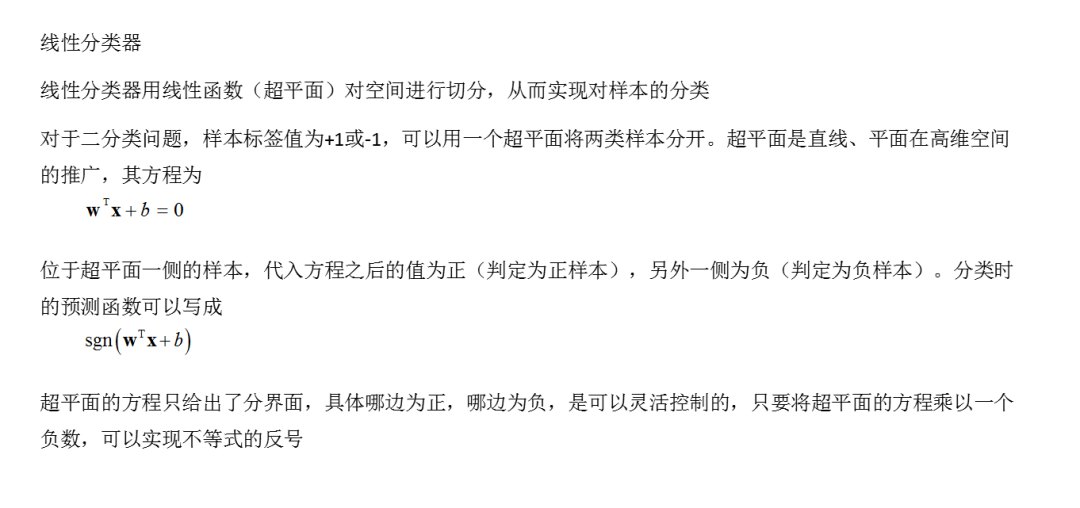 线性分类器
线性分类器用线性函数（超平面）对空间进行切分，从而实现对样本的分类
对于二分类问题，样本标签值为+1或-1，可以用一个超平面将两类样本分开。超平面是直线、平面在高维空间
的推广，其方程为
w^T x + b = 0
位于超平面一侧的样本，代入方程之后的值为正（判定为正样本），另外一侧为负（判定为负样本）。分类时
的预测函数可以写成
sgn(w^T x + b)
超平面的方程只给出了分界面，具体哪边为正，哪边为负，是可以灵活控制的，只要将超平面的方程乘以一个
负数，可以实现不等式的反号